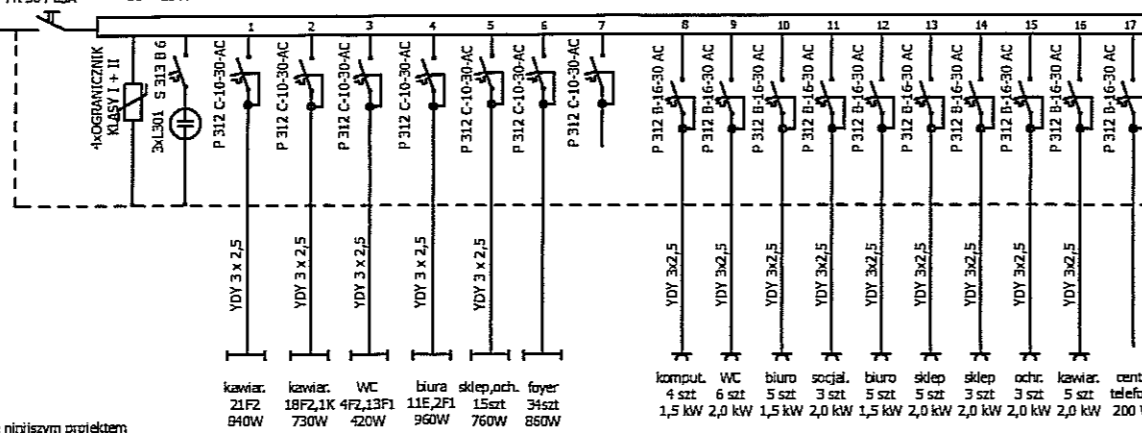 1 2 3 4 5 6 7 8 9 10 11 12 13 14 15 16 17
4xOGRANICZNIK
KLASY I + II
3xL301 S 313 B 6
P 312 C-10-30-AC
P 312 C-10-30-AC
P 312 C-10-30-AC
P 312 C-10-30-AC
P 312 C-10-30-AC
P 312 C-10-30-AC
P 312 C-10-30-AC
P 312 B-16-30 AC
P 312 B-16-30 AC
P 312 B-16-30 AC
P 312 B-16-30 AC
P 312 B-16-30 AC
P 312 B-16-30 AC
P 312 B-16-30 AC
P 312 B-16-30 AC
P 312 B-16-30 AC
YDY 3 x 2,5
YDY 3 x 2,5
YDY 3 x 2,5
YDY 3 x 2,5
YDY 3 x 2,5
YDY 3x2,5
YDY 3x2,5
YDY 3x2,5
YDY 3x2,5
YDY 3x2,5
YDY 3x2,5
YDY 3x2,5
YDY 3x2,5
YDY 3x2,5
kawiar.
21F2
840W
kawiar.
18F2,1K
730W
WC
4F2,13F1
420W
biura
11E,2F1
960W
sklep,och.
15szt
760W
foyer
34szt
850W
komput.
4 szt
1,5 kW
WC
6 szt
2,0 kW
biuro
5 szt
1,5 kW
socjal.
3 szt
2,0 kW
biuro
5 szt
1,5 kW
sklep
5 szt
2,0 kW
sklep
3 szt
2,0 kW
ochr.
3 szt
2,0 kW
kawiar.
5 szt
2,0 kW
cent
telefo
200
niniejszym projektem